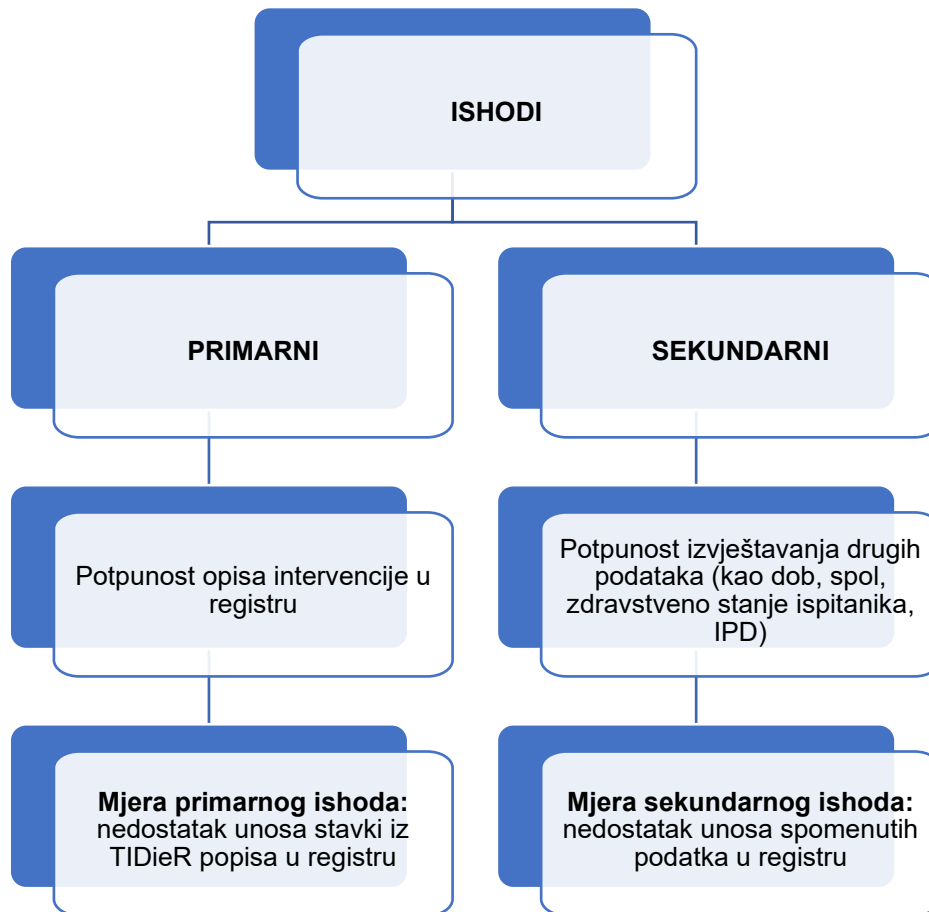 ISHODI
PRIMARNI
SEKUNDARNI
Potpunost opisa intervencije u
registru
Potpunost izvještavanja drugih
podataka (kao dob, spol,
zdravstveno stanje ispitanika,
IPD)
Mjera primarnog ishoda:
nedostatak unosa stavki iz
TIDieR popisa u registru
Mjera sekundarnog ishoda:
nedostatak unosa spomenutih
podatka u registru